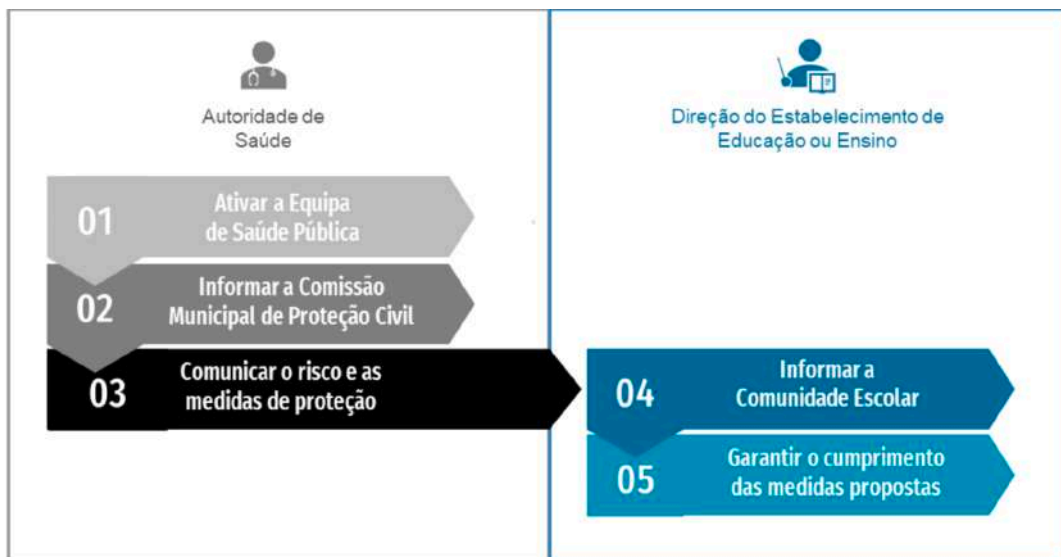 Autoridade de
Saúde
01
Ativar a Equipa
de Saúde Pública
02
Informar a Comissão
Municipal de Proteção Civil
03
Comunicar o risco e as
medidas de proteção
Direção do Estabelecimento de
Educação ou Ensino
04
Informar a
Comunidade Escolar
05
Garantir o cumprimento
das medidas propostas